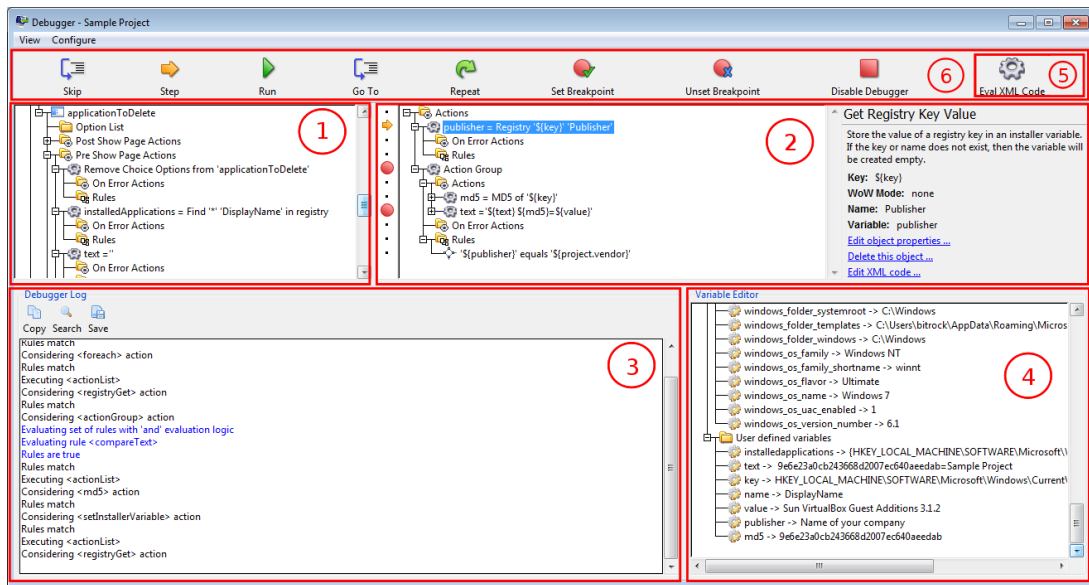 Debugger - Sample Project
View Configure
Skip
Step
Run
Go To
Repeat
Set Breakpoint
Unset Breakpoint
Disable Debugger
6
Eval XML Code
5
applicationToDelete
Option List
Post Show Page Actions
Pre Show Page Actions
Remove Choice Options from 'applicationToDelete'
On Error Actions
Rules
installedApplications = Find '*' 'DisplayName' in registry
On Error Actions
Rules
text =''
On Error Actions
1
Actions
publisher = Registry '${key}' 'Publisher'
On Error Actions
Rules
Action Group
Actions
md5 = MD5 of '${key}'
text ='${text} ${md5}=${value}'
On Error Actions
Rules
'${publisher}' equals '${project.vendor}'
2
Get Registry Key Value
Store the value of a registry key in an installer variable.
If the key or name does not exist, then the variable will
be created empty.
Key: ${key}
WoW Mode: none
Name: Publisher
Variable: publisher
Edit object properties ...
Delete this object ...
Edit XML code ...
Debugger Log
Copy Search Save
Rules match
Considering <foreach> action
Rules match
Executing <actionList>
Considering <registryGet> action
Rules match
Considering <actionGroup> action
Evaluating set of rules with 'and' evaluation logic
Evaluating rule <compareText>
Rules are true
Rules match
Executing <actionList>
Considering <md5> action
Rules match
Considering <setInstallerVariable> action
Rules match
Executing <actionList>
Considering <registryGet> action
3
Variable Editor
windows_folder_systemroot -> C:\Windows
windows_folder_templates -> C:\Users\bitrock\AppData\Roaming\Micros
windows_folder_windows -> C:\Windows
windows_os_family -> Windows NT
windows_os_family_shortname -> winnt
windows_os_flavor -> Ultimate
windows_os_name -> Windows 7
windows_os_uac_enabled -> 1
windows_os_version_number -> 6.1
User defined variables
installedapplications -> {HKEY_LOCAL_MACHINE\SOFTWARE\Microsoft\\
text -> 9e6e23a0cb243668d2007ec640aeedab=Sample Project
key -> HKEY_LOCAL_MACHINE\SOFTWARE\Microsoft\Windows\Current\
name -> DisplayName
value -> Sun VirtualBox Guest Additions 3.1.2
publisher -> Name of your company
md5 -> 9e6e23a0cb243668d2007ec640aeedab
4